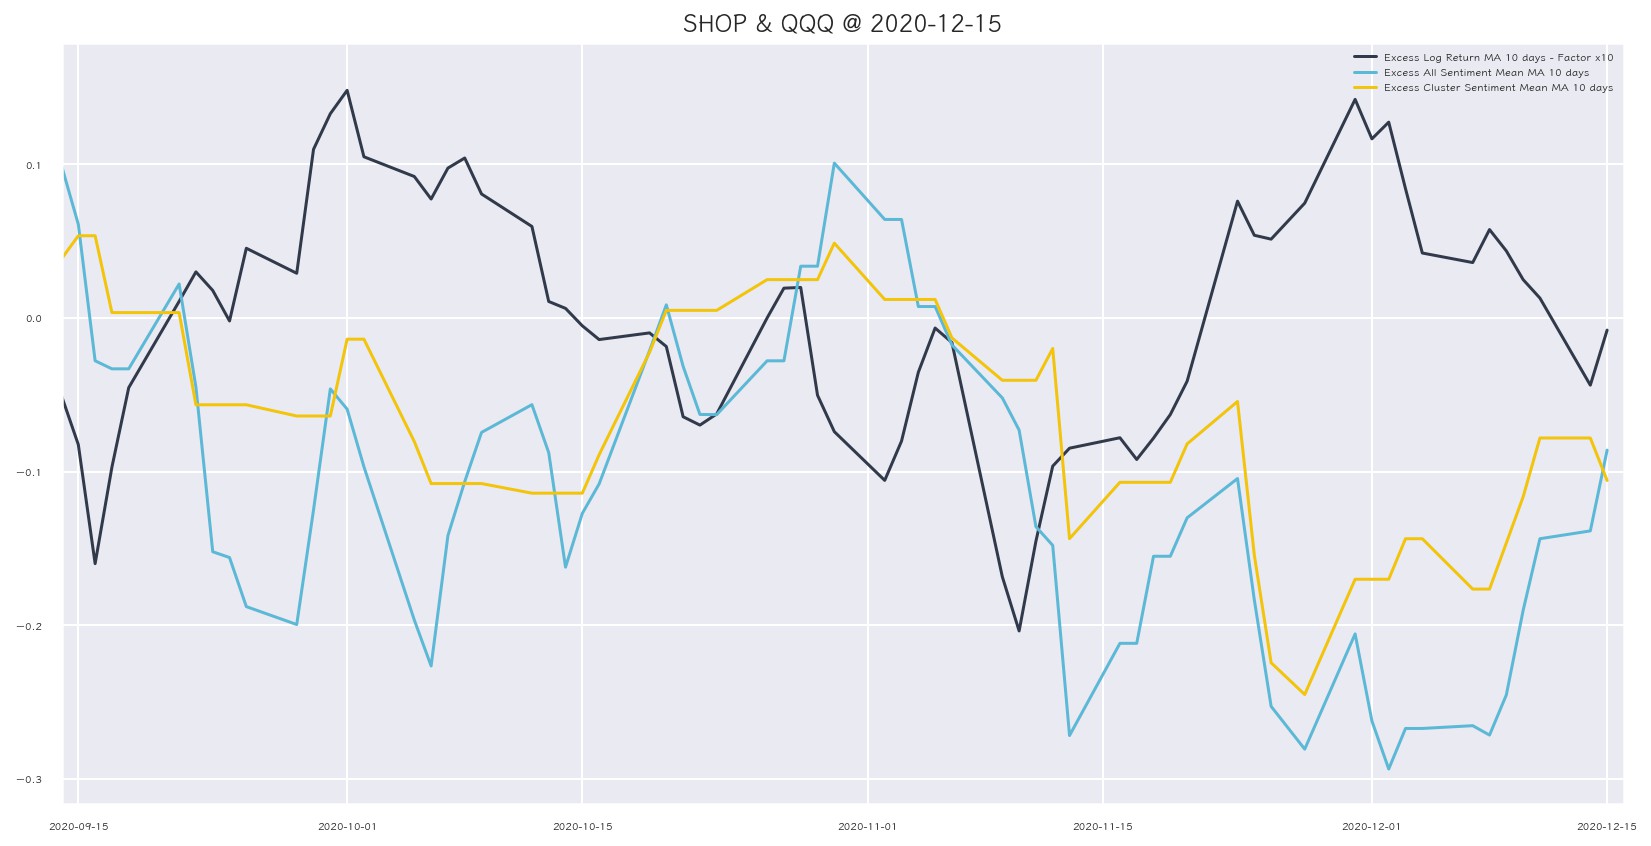 SHOP & QQQ @ 2020-12-15
Excess Log Return MA 10 days - Factor x10
Excess All Sentiment Mean MA 10 days
Excess Cluster Sentiment Mean MA 10 days
0.1
0.0
−0.1
−0.2
−0.3
2020-09-15 2020-10-01 2020-10-15 2020-11-01 2020-11-15 2020-12-01 2020-12-15